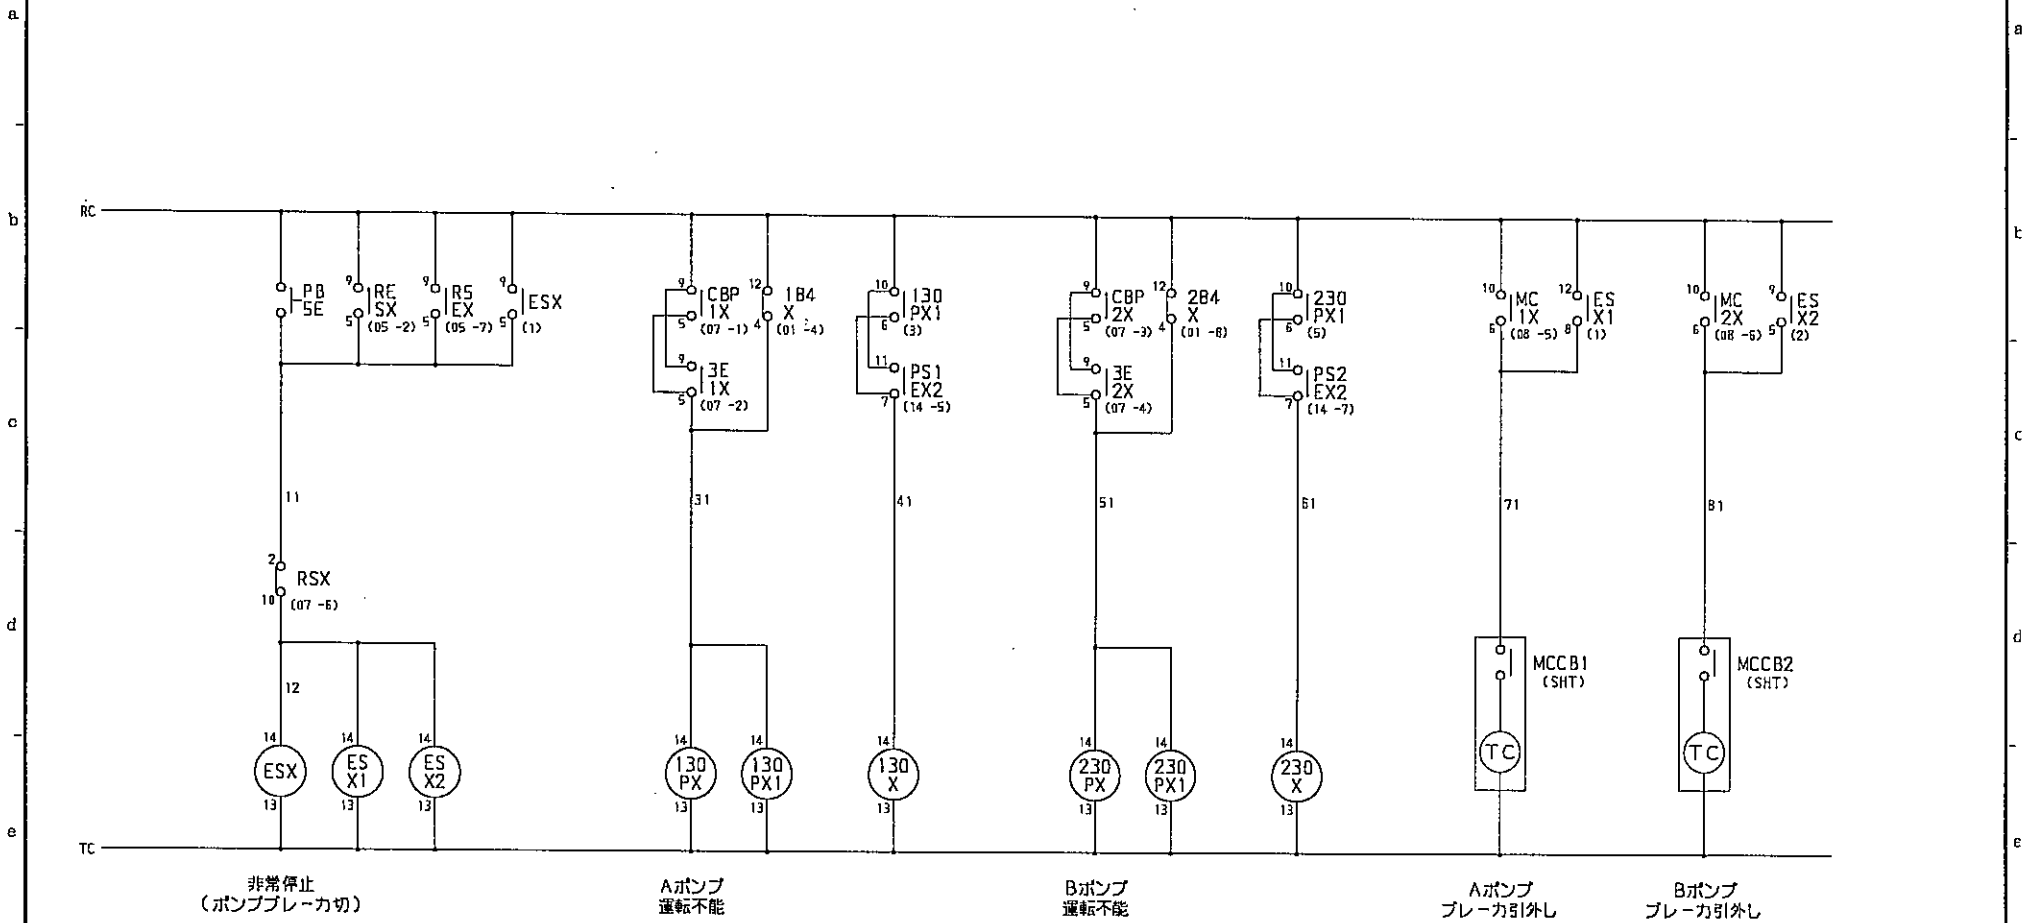 a
a
b
b
c
c
d
d
e
e
RC
PB
5E
9
RE
SX
5
(05 -2)
9
RS
EX
5
(05 -7)
9
ESX
5
(1)
9
CBP
1X
5
(07 -1)
12
1B4
X
4
(01 -4)
9
3E
1X
5
(07 -2)
10
130
PX1
6
(3)
11
PS1
EX2
7
(14 -5)
9
CBP
2X
5
(07 -3)
12
2B4
X
4
(01 -6)
9
3E
2X
5
(07 -4)
10
230
PX1
6
(5)
11
PS2
EX2
7
(14 -7)
10
MC
1X
6
(08 -5)
12
ES
X1
8
(1)
10
MC
2X
6
(08 -6)
9
ES
X2
5
(2)
11
31
41
51
61
71
81
2
RSX
10
(07 -6)
12
MCCB1
(SHT)
MCCB2
(SHT)
14
ESX
13
14
ES
X1
13
14
ES
X2
13
14
130
PX
13
14
130
PX1
13
14
130
X
13
14
230
PX
13
14
230
PX1
13
14
230
X
13
TC
TC
TC
非常停止
(ポンプブレーカ切)
Aポンプ
運転不能
Bポンプ
運転不能
Aポンプ
ブレーカ引外し
Bポンプ
ブレーカ引外し